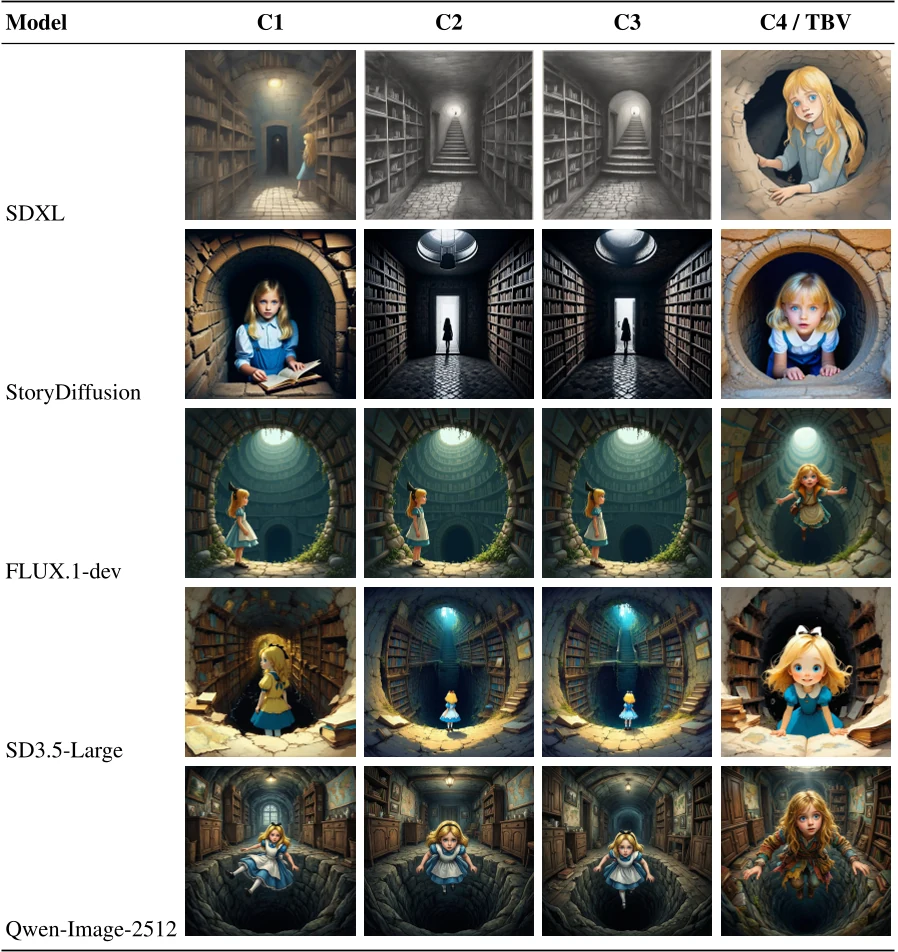 Model C1 C2 C3 C4 / TBV
SDXL
StoryDiffusion
FLUX.1-dev
SD3.5-Large
Qwen-Image-2512